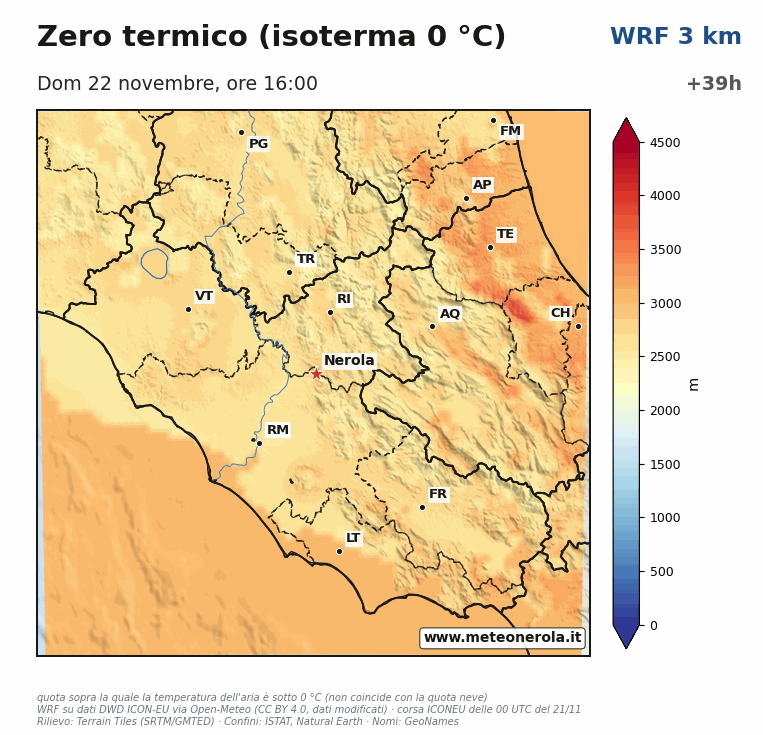 Zero termico (isoterma 0 °C)
WRF 3 km
Dom 22 novembre, ore 16:00
+39h
FM
PG
AP
TE
TR
VT
RI
AQ
CH
Nerola
RM
FR
LT
www.meteonerola.it
4500
4000
3500
3000
2500
2000
1500
1000
500
0
m
quota sopra la quale la temperatura dell'aria è sotto 0 °C (non coincide con la quota neve)
WRF su dati DWD ICON-EU via Open-Meteo (CC BY 4.0, dati modificati) · corsa ICONEU delle 00 UTC del 21/11
Rilievo: Terrain Tiles (SRTM/GMTED) · Confini: ISTAT, Natural Earth · Nomi: GeoNames